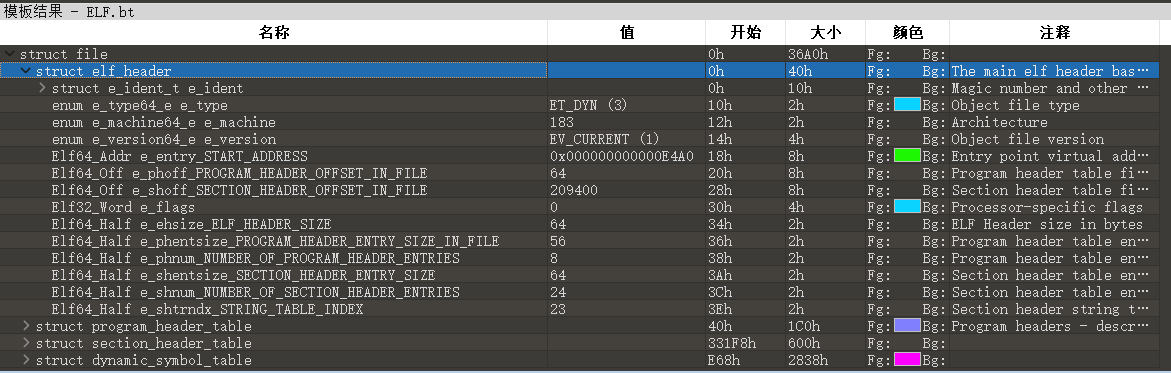 模板结果 - ELF.bt
名称 值 开始 大小 颜色 注释
struct file 0h 36A0h Fg: Bg:
struct elf_header 0h 40h Fg: Bg: The main elf header bas…
struct e_ident_t e_ident 0h 10h Fg: Bg: Magic number and other …
enum e_type64_e e_type ET_DYN (3) 10h 2h Fg: Bg: Object file type
enum e_machine64_e e_machine 183 12h 2h Fg: Bg: Architecture
enum e_version64_e e_version EV_CURRENT (1) 14h 4h Fg: Bg: Object file version
Elf64_Addr e_entry_START_ADDRESS 0x000000000000E4A0 18h 8h Fg: Bg: Entry point virtual add…
Elf64_Off e_phoff_PROGRAM_HEADER_OFFSET_IN_FILE 64 20h 8h Fg: Bg: Program header table fi…
Elf64_Off e_shoff_SECTION_HEADER_OFFSET_IN_FILE 209400 28h 8h Fg: Bg: Section header table fi…
Elf32_Word e_flags 0 30h 4h Fg: Bg: Processor-specific flags
Elf64_Half e_ehsize_ELF_HEADER_SIZE 64 34h 2h Fg: Bg: ELF Header size in bytes
Elf64_Half e_phentsize_PROGRAM_HEADER_ENTRY_SIZE_IN_FILE 56 36h 2h Fg: Bg: Program header table en…
Elf64_Half e_phnum_NUMBER_OF_PROGRAM_HEADER_ENTRIES 8 38h 2h Fg: Bg: Program header table en…
Elf64_Half e_shentsize_SECTION_HEADER_ENTRY_SIZE 64 3Ah 2h Fg: Bg: Section header table en…
Elf64_Half e_shnum_NUMBER_OF_SECTION_HEADER_ENTRIES 24 3Ch 2h Fg: Bg: Section header table en…
Elf64_Half e_shtrndx_STRING_TABLE_INDEX 23 3Eh 2h Fg: Bg: Section header string t…
struct program_header_table 40h 1C0h Fg: Bg: Program headers - descr…
struct section_header_table 331F8h 600h Fg: Bg:
struct dynamic_symbol_table E68h 2838h Fg: Bg: